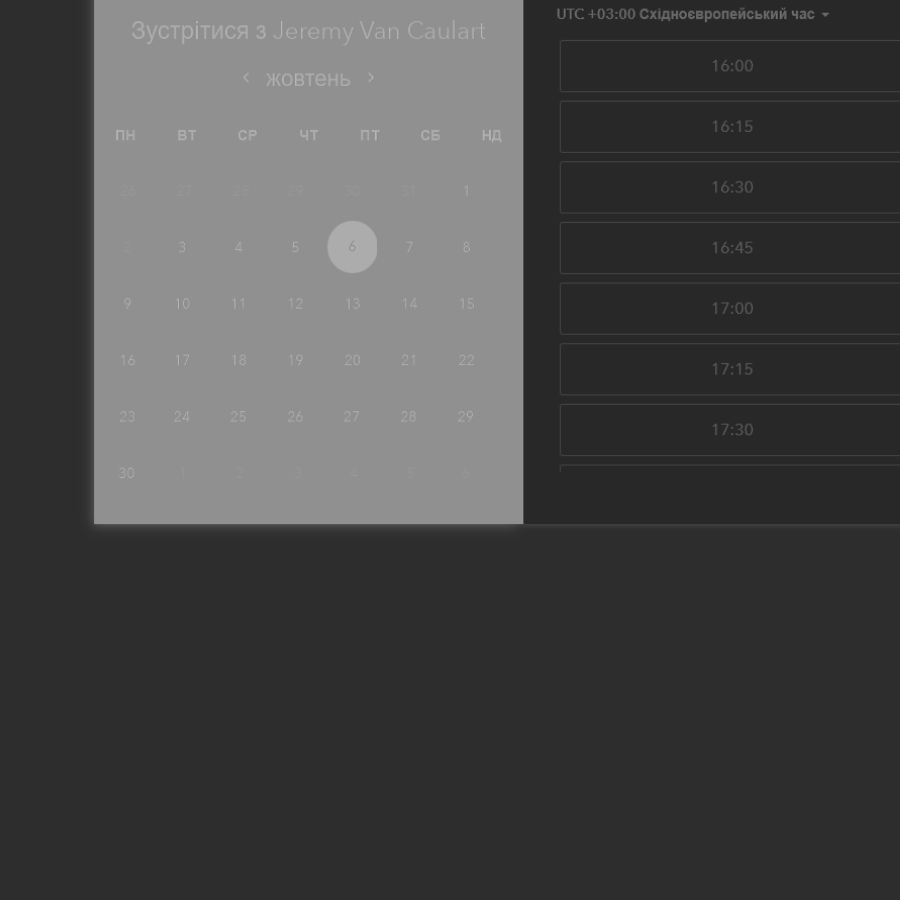 Зустрітися з Jeremy Van Caulart
жовтень
ПН ВТ СР ЧТ ПТ СБ НД
26 27 28 29 30 31 1
2 3 4 5 6 7 8
9 10 11 12 13 14 15
16 17 18 19 20 21 22
23 24 25 26 27 28 29
30 1 2 3 4 5 6
UTC +03:00 Східноєвропейський час
16:00
16:15
16:30
16:45
17:00
17:15
17:30